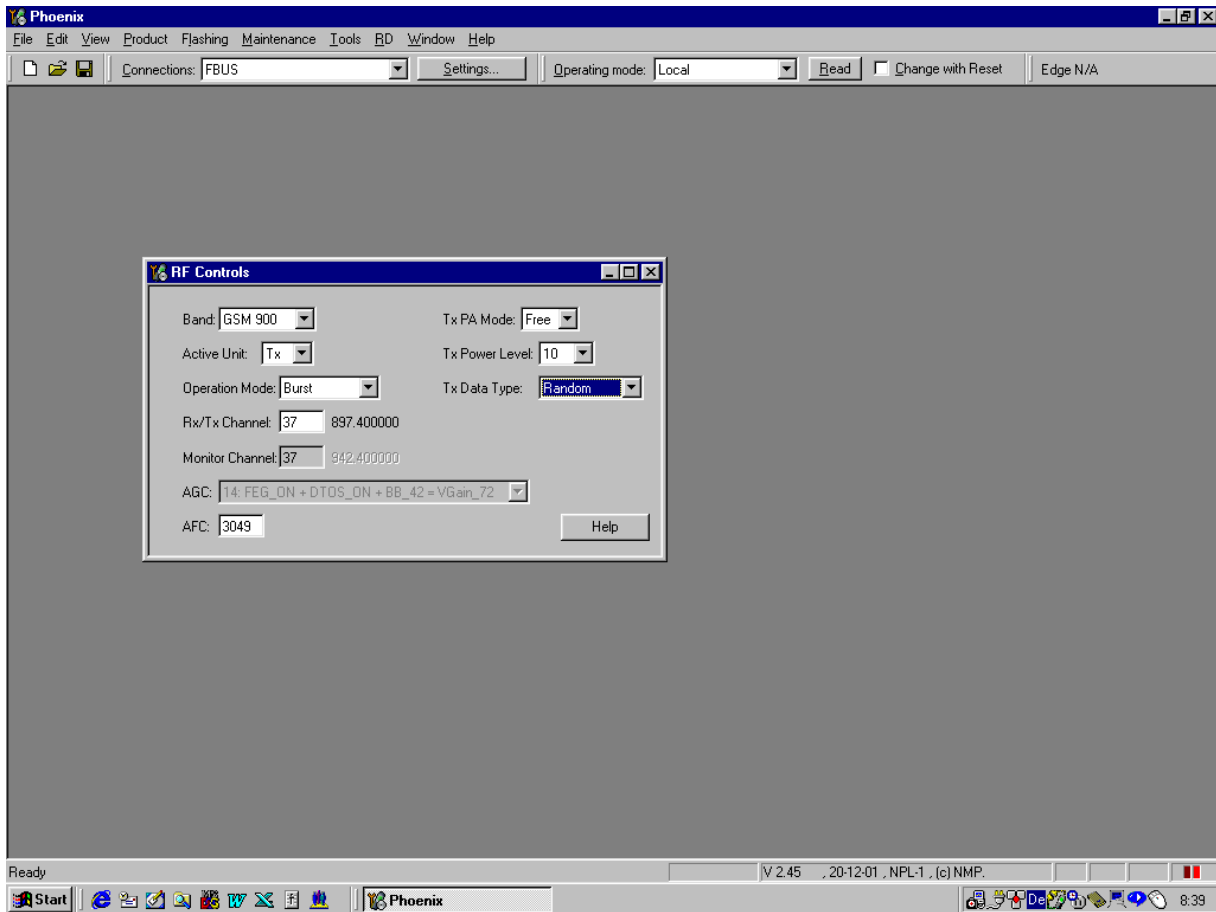 Phoenix
File Edit View Product Flashing Maintenance Tools RD Window Help
Connections: FBUS Settings... Operating mode: Local Read Change with Reset Edge N/A
RF Controls
Band: GSM 900 Tx PA Mode: Free
Active Unit: Tx Tx Power Level: 10
Operation Mode: Burst Tx Data Type: Random
Rx/Tx Channel: 37 897.400000
Monitor Channel: 37 942.400000
AGC: 14: FEG_ON + DTOS_ON + BB_42 = VGain_72
AFC: 3049 Help
Ready V 2.45 , 20-12-01 , NPL-1 , (c) NMP.
Start Phoenix De 8:39